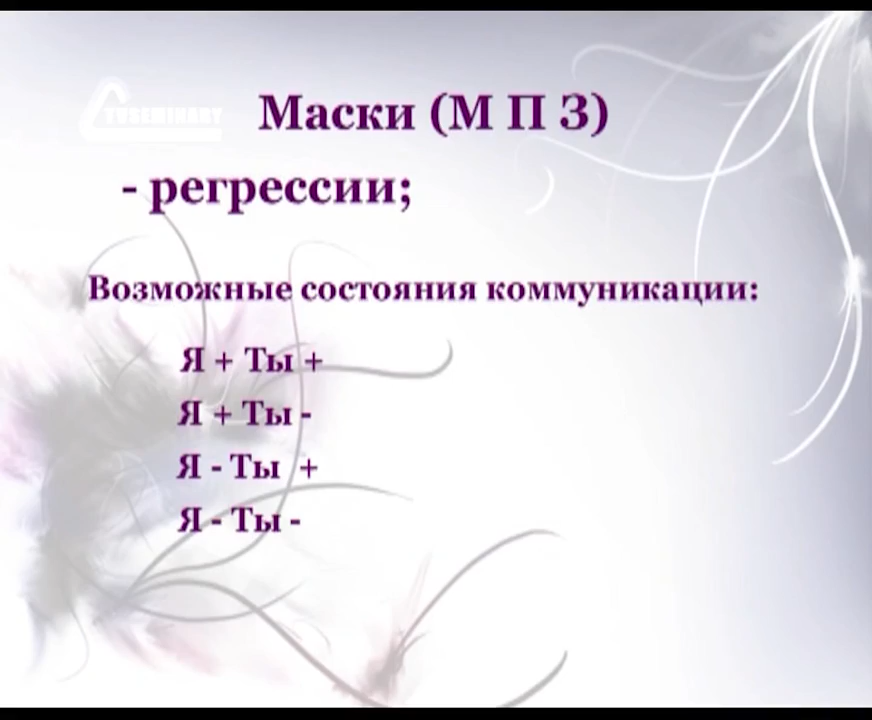 Маски (М П З)
- регрессии;
Возможные состояния коммуникации:
Я + Ты +
Я + Ты -
Я - Ты +
Я - Ты -